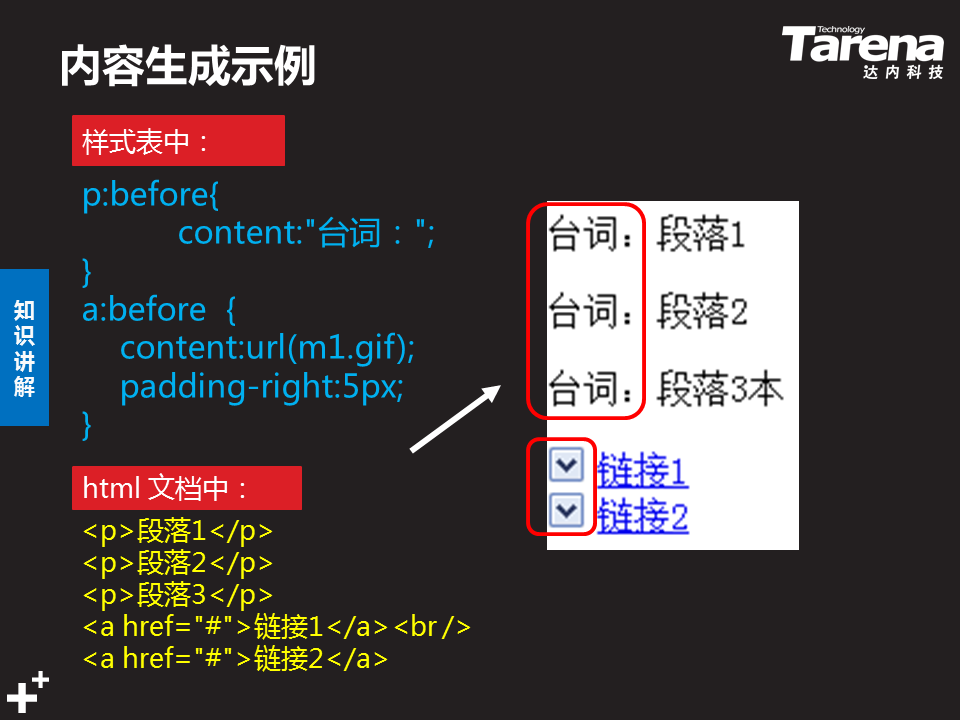 内容生成示例
Technology
Tarena
达内科技
样式表中：
p:before{
content:"台词：";
}
a:before {
content:url(m1.gif);
padding-right:5px;
}
知识讲解
html 文档中：
<p>段落1</p>
<p>段落2</p>
<p>段落3</p>
<a href="#">链接1</a><br/>
<a href="#">链接2</a>
台词：段落1
台词：段落2
台词：段落3本
链接1
链接2